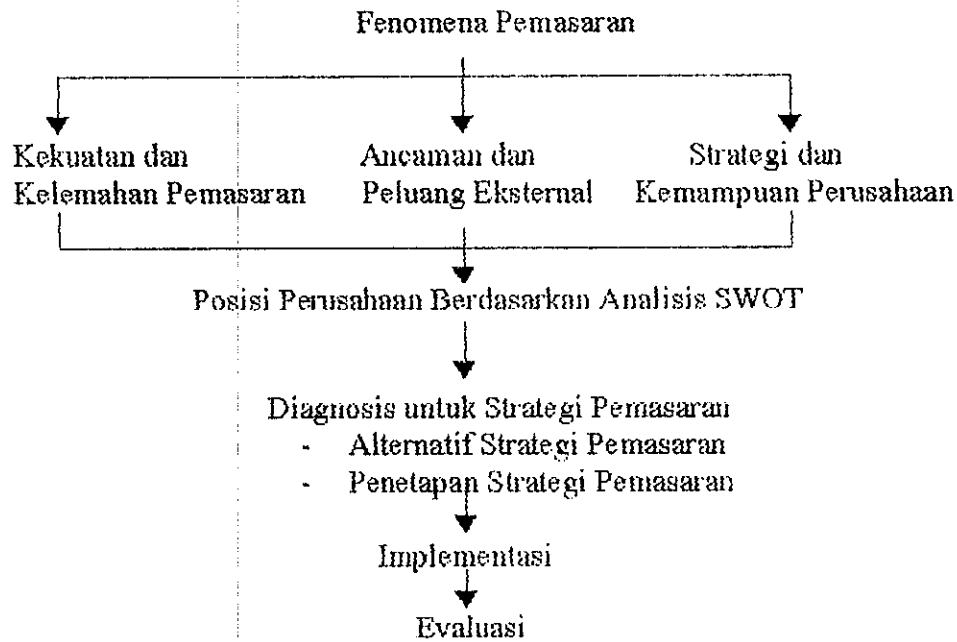 Fenomena Pemasaran
Kekuatan dan
Kelemahan Pemasaran
Ancaman dan
Peluang Eksternal
Strategi dan
Kemampuan Perusahaan
Posisi Perusahaan Berdasarkan Analisis SWOT
Diagnosis untuk Strategi Pemasaran
- Alternatif Strategi Pemasaran
- Penetapan Strategi Pemasaran
Implementasi
Evaluasi